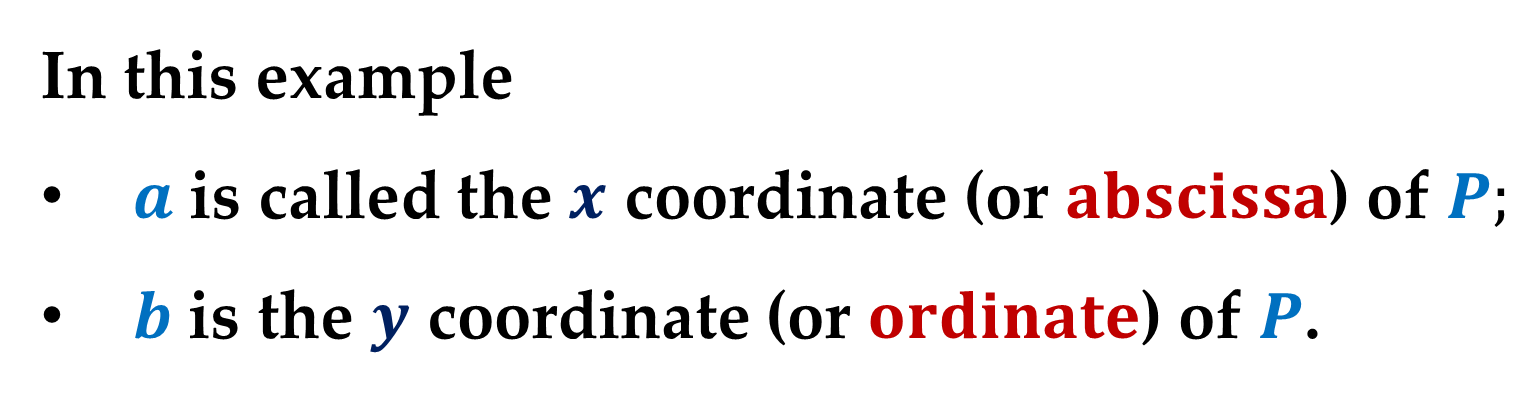 In this example
• a is called the x coordinate (or abscissa) of P;
• b is the y coordinate (or ordinate) of P.